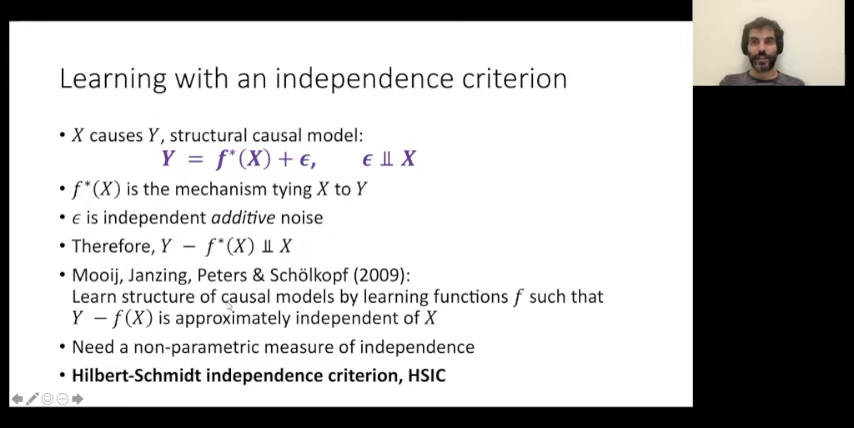 Learning with an independence criterion
• X causes Y, structural causal model:
Y = f*(X) + ϵ, ϵ ⫫ X
• f*(X) is the mechanism tying X to Y
• ϵ is independent additive noise
• Therefore, Y − f*(X) ⫫ X
• Mooij, Janzing, Peters & Schölkopf (2009):
Learn structure of causal models by learning functions f such that
Y − f(X) is approximately independent of X
• Need a non-parametric measure of independence
• Hilbert-Schmidt independence criterion, HSIC